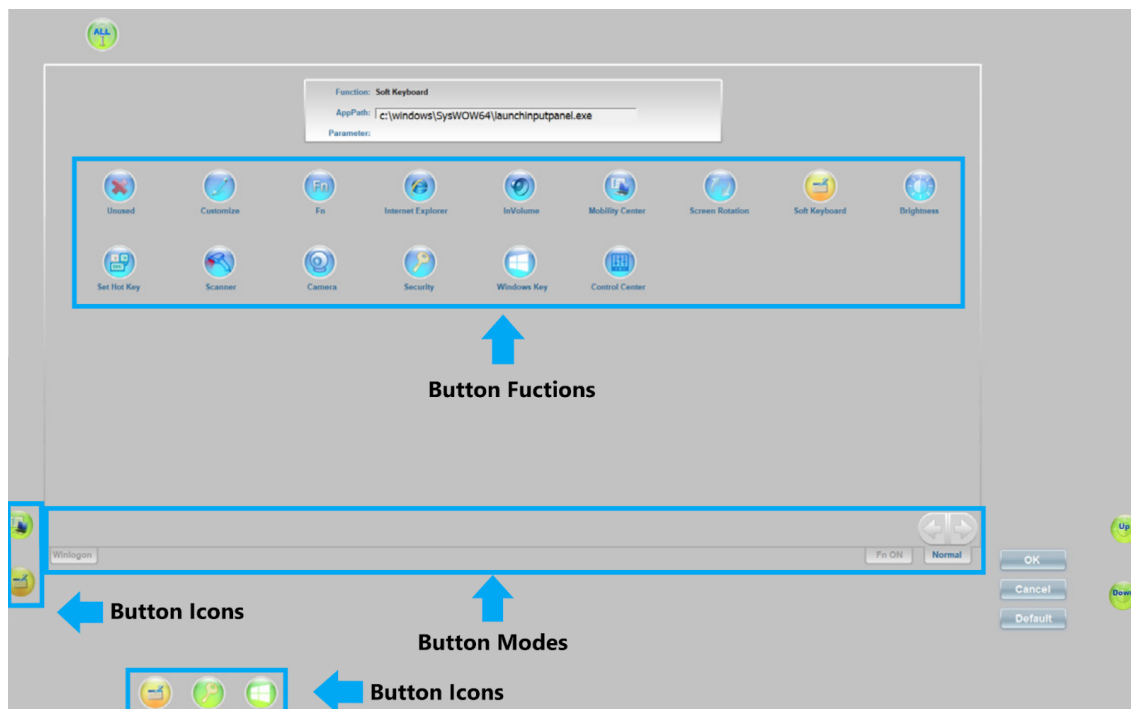 ALL
Function: Soft Keyboard
AppPath: c:\windows\SysWOW64\launchinputpanel.exe
Parameter:
Unused Customize Fn Internet Explorer InVolume Mobility Center Screen Rotation Soft Keyboard Brightness
Set Hot Key Scanner Camera Security Windows Key Control Center
Button Fuctions
Up
Winlogon Fn ON Normal
OK
Cancel
Down
Default
Button Icons
Button Modes
Button Icons